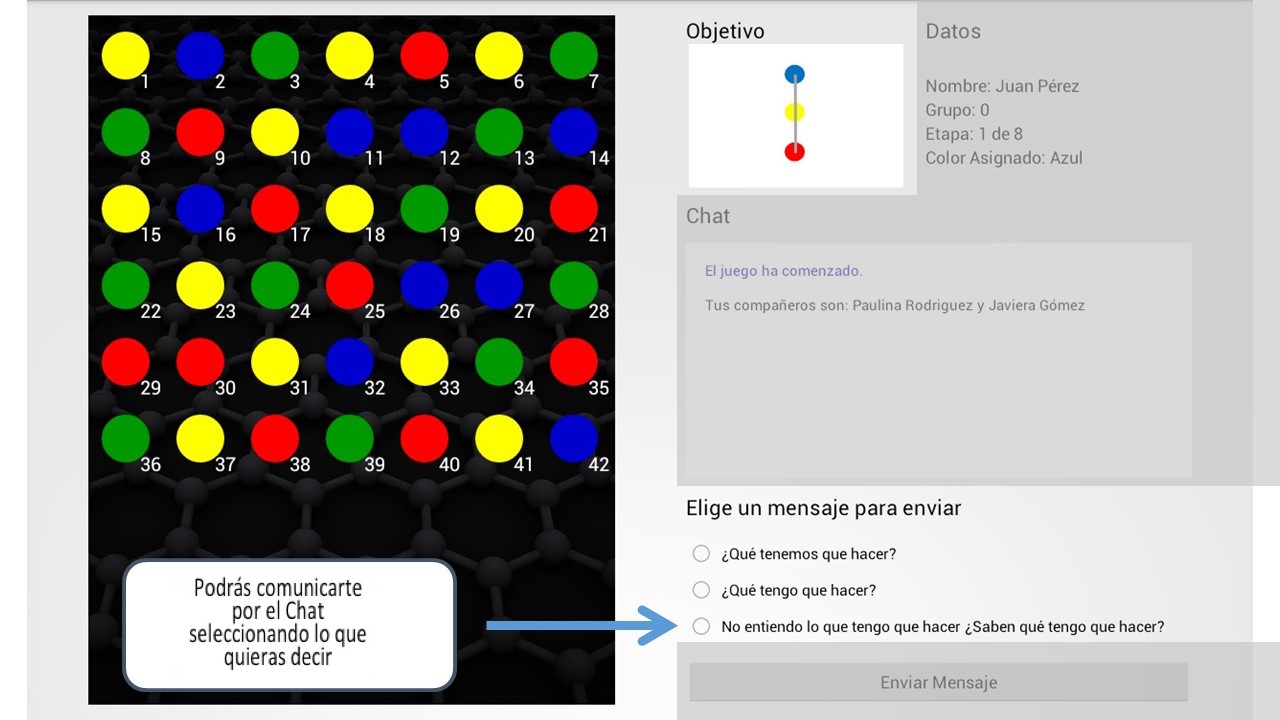 1 2 3 4 5 6 7
8 9 10 11 12 13 14
15 16 17 18 19 20 21
22 23 24 25 26 27 28
29 30 31 32 33 34 35
36 37 38 39 40 41 42
Podrás comunicarte
por el Chat
seleccionando lo que
quieras decir
Objetivo
Datos
Nombre: Juan Pérez
Grupo: 0
Etapa: 1 de 8
Color Asignado: Azul
Chat
El juego ha comenzado.
Tus compañeros son: Paulina Rodriguez y Javiera Gómez
Elige un mensaje para enviar
¿Qué tenemos que hacer?
¿Qué tengo que hacer?
No entiendo lo que tengo que hacer ¿Saben qué tengo que hacer?
Enviar Mensaje